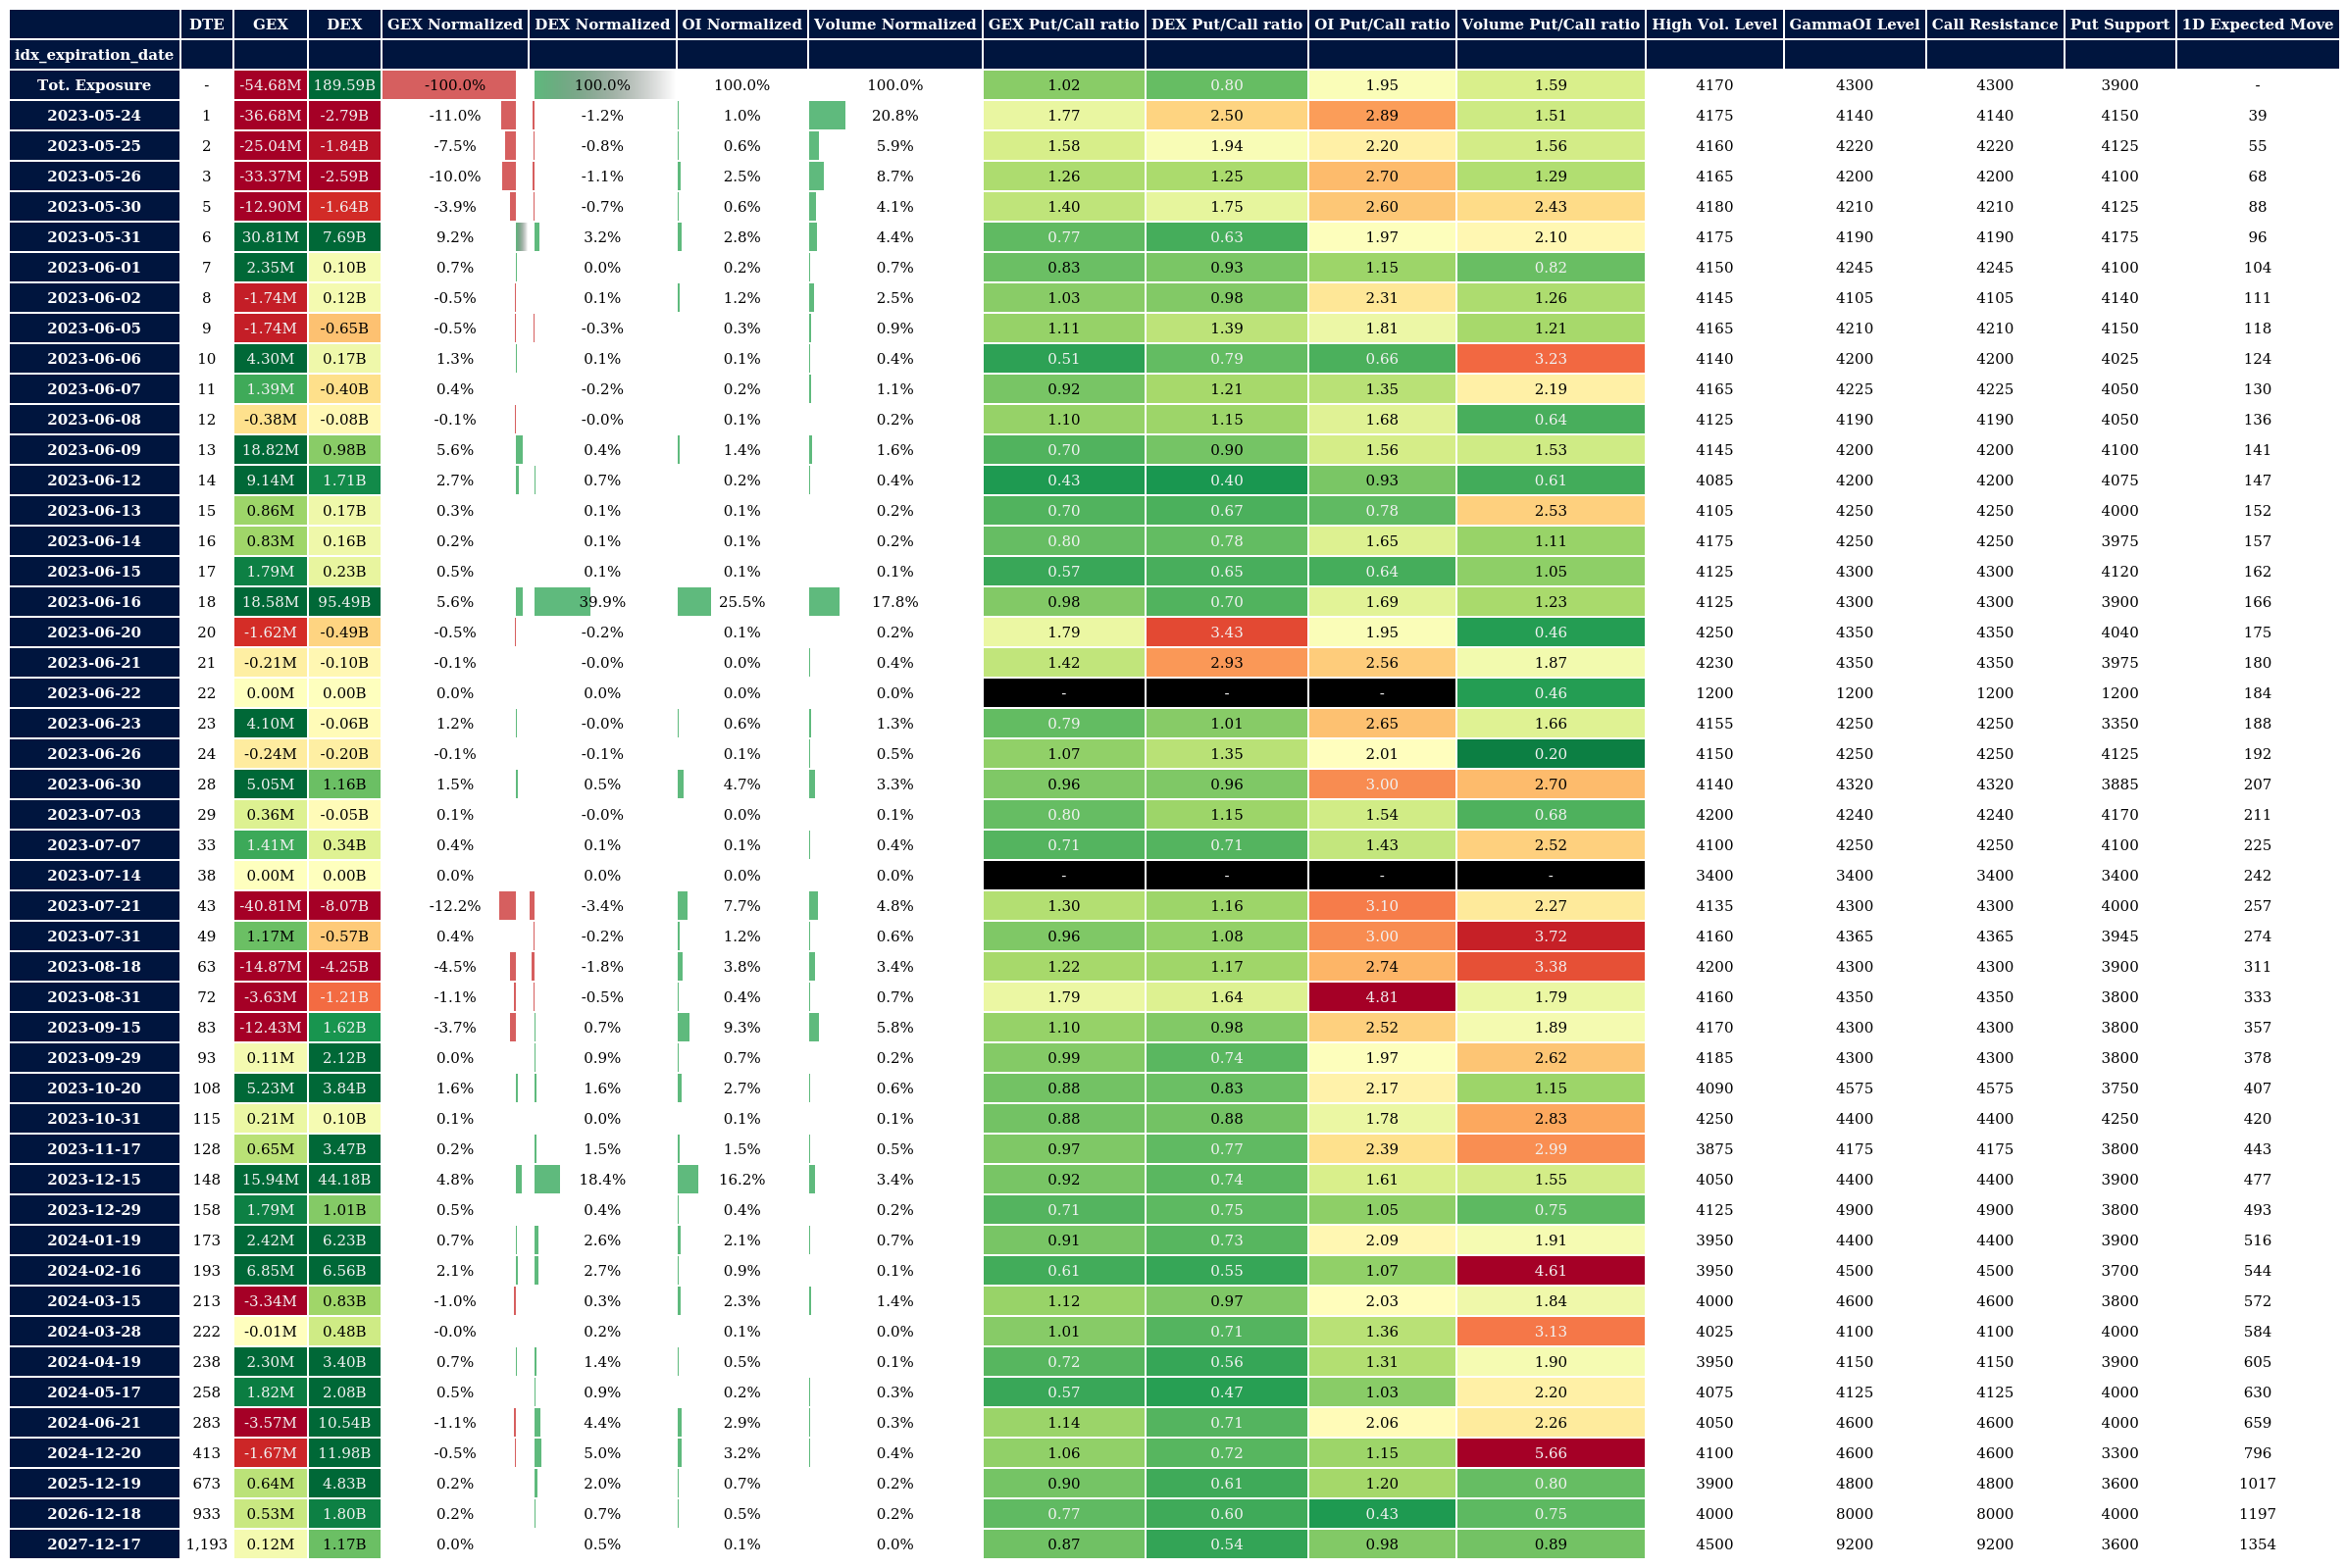 DTE GEX DEX GEX Normalized DEX Normalized OI Normalized Volume Normalized GEX Put/Call ratio DEX Put/Call ratio OI Put/Call ratio Volume Put/Call ratio High Vol. Level GammaOI Level Call Resistance Put Support 1D Expected Move
idx_expiration_date
Tot. Exposure - -54.68M 189.59B -100.0% 100.0% 100.0% 100.0% 1.02 0.80 1.95 1.59 4170 4300 4300 3900 -
2023-05-24 1 -36.68M -2.79B -11.0% -1.2% 1.0% 20.8% 1.77 2.50 2.89 1.51 4175 4140 4140 4150 39
2023-05-25 2 -25.04M -1.84B -7.5% -0.8% 0.6% 5.9% 1.58 1.94 2.20 1.56 4160 4220 4220 4125 55
2023-05-26 3 -33.37M -2.59B -10.0% -1.1% 2.5% 8.7% 1.26 1.25 2.70 1.29 4165 4200 4200 4100 68
2023-05-30 5 -12.90M -1.64B -3.9% -0.7% 0.6% 4.1% 1.40 1.75 2.60 2.43 4180 4210 4210 4125 88
2023-05-31 6 30.81M 7.69B 9.2% 3.2% 2.8% 4.4% 0.77 0.63 1.97 2.10 4175 4190 4190 4175 96
2023-06-01 7 2.35M 0.10B 0.7% 0.0% 0.2% 0.7% 0.83 0.93 1.15 0.82 4150 4245 4245 4100 104
2023-06-02 8 -1.74M 0.12B -0.5% 0.1% 1.2% 2.5% 1.03 0.98 2.31 1.26 4145 4105 4105 4140 111
2023-06-05 9 -1.74M -0.65B -0.5% -0.3% 0.3% 0.9% 1.11 1.39 1.81 1.21 4165 4210 4210 4150 118
2023-06-06 10 4.30M 0.17B 1.3% 0.1% 0.1% 0.4% 0.51 0.79 0.66 3.23 4140 4200 4200 4025 124
2023-06-07 11 1.39M -0.40B 0.4% -0.2% 0.2% 1.1% 0.92 1.21 1.35 2.19 4165 4225 4225 4050 130
2023-06-08 12 -0.38M -0.08B -0.1% -0.0% 0.1% 0.2% 1.10 1.15 1.68 0.64 4125 4190 4190 4050 136
2023-06-09 13 18.82M 0.98B 5.6% 0.4% 1.4% 1.6% 0.70 0.90 1.56 1.53 4145 4200 4200 4100 141
2023-06-12 14 9.14M 1.71B 2.7% 0.7% 0.2% 0.4% 0.43 0.40 0.93 0.61 4085 4200 4200 4075 147
2023-06-13 15 0.86M 0.17B 0.3% 0.1% 0.1% 0.2% 0.70 0.67 0.78 2.53 4105 4250 4250 4000 152
2023-06-14 16 0.83M 0.16B 0.2% 0.1% 0.1% 0.2% 0.80 0.78 1.65 1.11 4175 4250 4250 3975 157
2023-06-15 17 1.79M 0.23B 0.5% 0.1% 0.1% 0.1% 0.57 0.65 0.64 1.05 4125 4300 4300 4120 162
2023-06-16 18 18.58M 95.49B 5.6% 39.9% 25.5% 17.8% 0.98 0.70 1.69 1.23 4125 4300 4300 3900 166
2023-06-20 20 -1.62M -0.49B -0.5% -0.2% 0.1% 0.2% 1.79 3.43 1.95 0.46 4250 4350 4350 4040 175
2023-06-21 21 -0.21M -0.10B -0.1% -0.0% 0.0% 0.4% 1.42 2.93 2.56 1.87 4230 4350 4350 3975 180
2023-06-22 22 0.00M 0.00B 0.0% 0.0% 0.0% 0.0% - - - 0.46 1200 1200 1200 1200 184
2023-06-23 23 4.10M -0.06B 1.2% -0.0% 0.6% 1.3% 0.79 1.01 2.65 1.66 4155 4250 4250 3350 188
2023-06-26 24 -0.24M -0.20B -0.1% -0.1% 0.1% 0.5% 1.07 1.35 2.01 0.20 4150 4250 4250 4125 192
2023-06-30 28 5.05M 1.16B 1.5% 0.5% 4.7% 3.3% 0.96 0.96 3.00 2.70 4140 4320 4320 3885 207
2023-07-03 29 0.36M -0.05B 0.1% -0.0% 0.0% 0.1% 0.80 1.15 1.54 0.68 4200 4240 4240 4170 211
2023-07-07 33 1.41M 0.34B 0.4% 0.1% 0.1% 0.4% 0.71 0.71 1.43 2.52 4100 4250 4250 4100 225
2023-07-14 38 0.00M 0.00B 0.0% 0.0% 0.0% 0.0% - - - - 3400 3400 3400 3400 242
2023-07-21 43 -40.81M -8.07B -12.2% -3.4% 7.7% 4.8% 1.30 1.16 3.10 2.27 4135 4300 4300 4000 257
2023-07-31 49 1.17M -0.57B 0.4% -0.2% 1.2% 0.6% 0.96 1.08 3.00 3.72 4160 4365 4365 3945 274
2023-08-18 63 -14.87M -4.25B -4.5% -1.8% 3.8% 3.4% 1.22 1.17 2.74 3.38 4200 4300 4300 3900 311
2023-08-31 72 -3.63M -1.21B -1.1% -0.5% 0.4% 0.7% 1.79 1.64 4.81 1.79 4160 4350 4350 3800 333
2023-09-15 83 -12.43M 1.62B -3.7% 0.7% 9.3% 5.8% 1.10 0.98 2.52 1.89 4170 4300 4300 3800 357
2023-09-29 93 0.11M 2.12B 0.0% 0.9% 0.7% 0.2% 0.99 0.74 1.97 2.62 4185 4300 4300 3800 378
2023-10-20 108 5.23M 3.84B 1.6% 1.6% 2.7% 0.6% 0.88 0.83 2.17 1.15 4090 4575 4575 3750 407
2023-10-31 115 0.21M 0.10B 0.1% 0.0% 0.1% 0.1% 0.88 0.88 1.78 2.83 4250 4400 4400 4250 420
2023-11-17 128 0.65M 3.47B 0.2% 1.5% 1.5% 0.5% 0.97 0.77 2.39 2.99 3875 4175 4175 3800 443
2023-12-15 148 15.94M 44.18B 4.8% 18.4% 16.2% 3.4% 0.92 0.74 1.61 1.55 4050 4400 4400 3900 477
2023-12-29 158 1.79M 1.01B 0.5% 0.4% 0.4% 0.2% 0.71 0.75 1.05 0.75 4125 4900 4900 3800 493
2024-01-19 173 2.42M 6.23B 0.7% 2.6% 2.1% 0.7% 0.91 0.73 2.09 1.91 3950 4400 4400 3900 516
2024-02-16 193 6.85M 6.56B 2.1% 2.7% 0.9% 0.1% 0.61 0.55 1.07 4.61 3950 4500 4500 3700 544
2024-03-15 213 -3.34M 0.83B -1.0% 0.3% 2.3% 1.4% 1.12 0.97 2.03 1.84 4000 4600 4600 3800 572
2024-03-28 222 -0.01M 0.48B -0.0% 0.2% 0.1% 0.0% 1.01 0.71 1.36 3.13 4025 4100 4100 4000 584
2024-04-19 238 2.30M 3.40B 0.7% 1.4% 0.5% 0.1% 0.72 0.56 1.31 1.90 3950 4150 4150 3900 605
2024-05-17 258 1.82M 2.08B 0.5% 0.9% 0.2% 0.3% 0.57 0.47 1.03 2.20 4075 4125 4125 4000 630
2024-06-21 283 -3.57M 10.54B -1.1% 4.4% 2.9% 0.3% 1.14 0.71 2.06 2.26 4050 4600 4600 4000 659
2024-12-20 413 -1.67M 11.98B -0.5% 5.0% 3.2% 0.4% 1.06 0.72 1.15 5.66 4100 4600 4600 3300 796
2025-12-19 673 0.64M 4.83B 0.2% 2.0% 0.7% 0.2% 0.90 0.61 1.20 0.80 3900 4800 4800 3600 1017
2026-12-18 933 0.53M 1.80B 0.2% 0.7% 0.5% 0.2% 0.77 0.60 0.43 0.75 4000 8000 8000 4000 1197
2027-12-17 1,193 0.12M 1.17B 0.0% 0.5% 0.1% 0.0% 0.87 0.54 0.98 0.89 4500 9200 9200 3600 1354